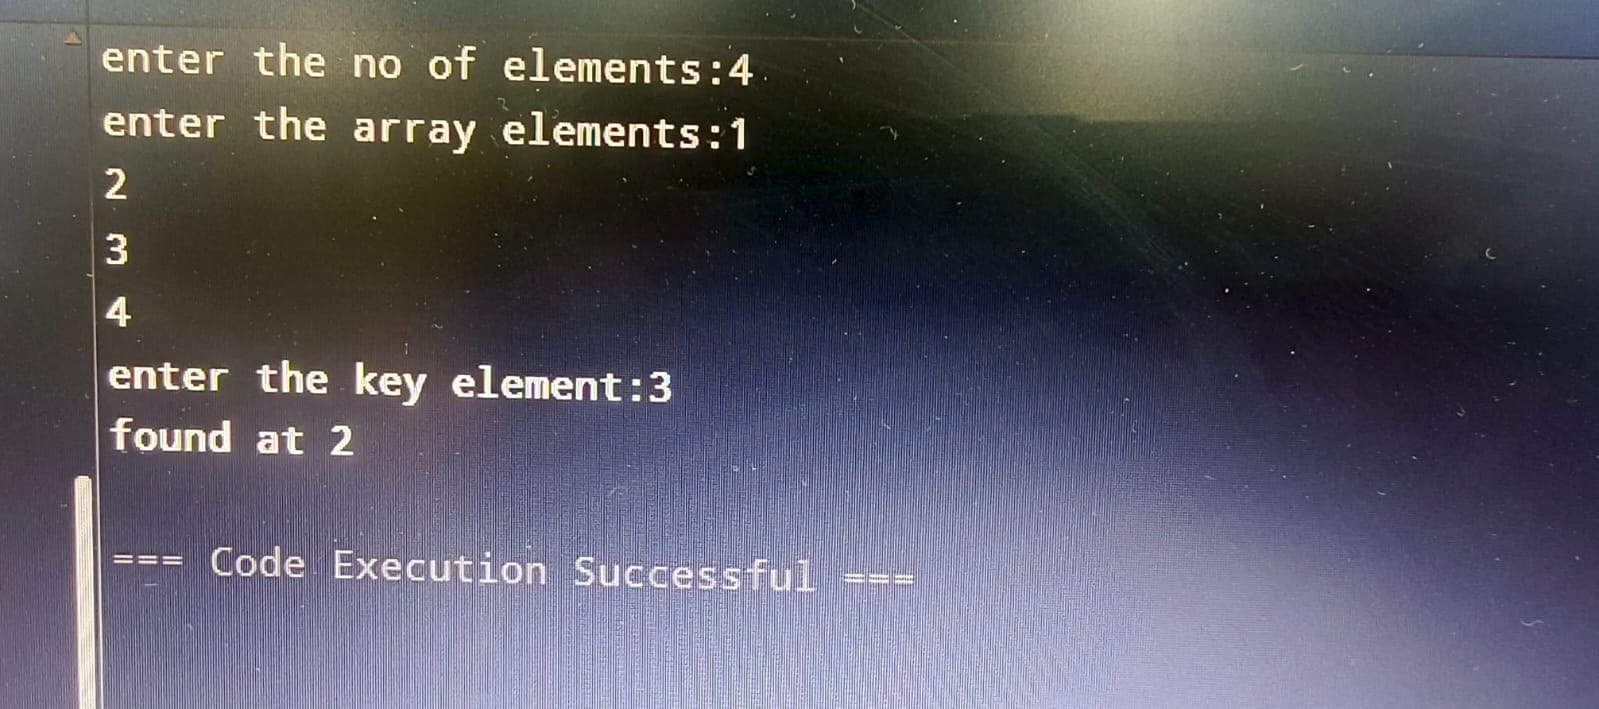 enter the no of elements:4
enter the array elements:1
2
3
4
enter the key element:3
found at 2
=== Code Execution Successful ===